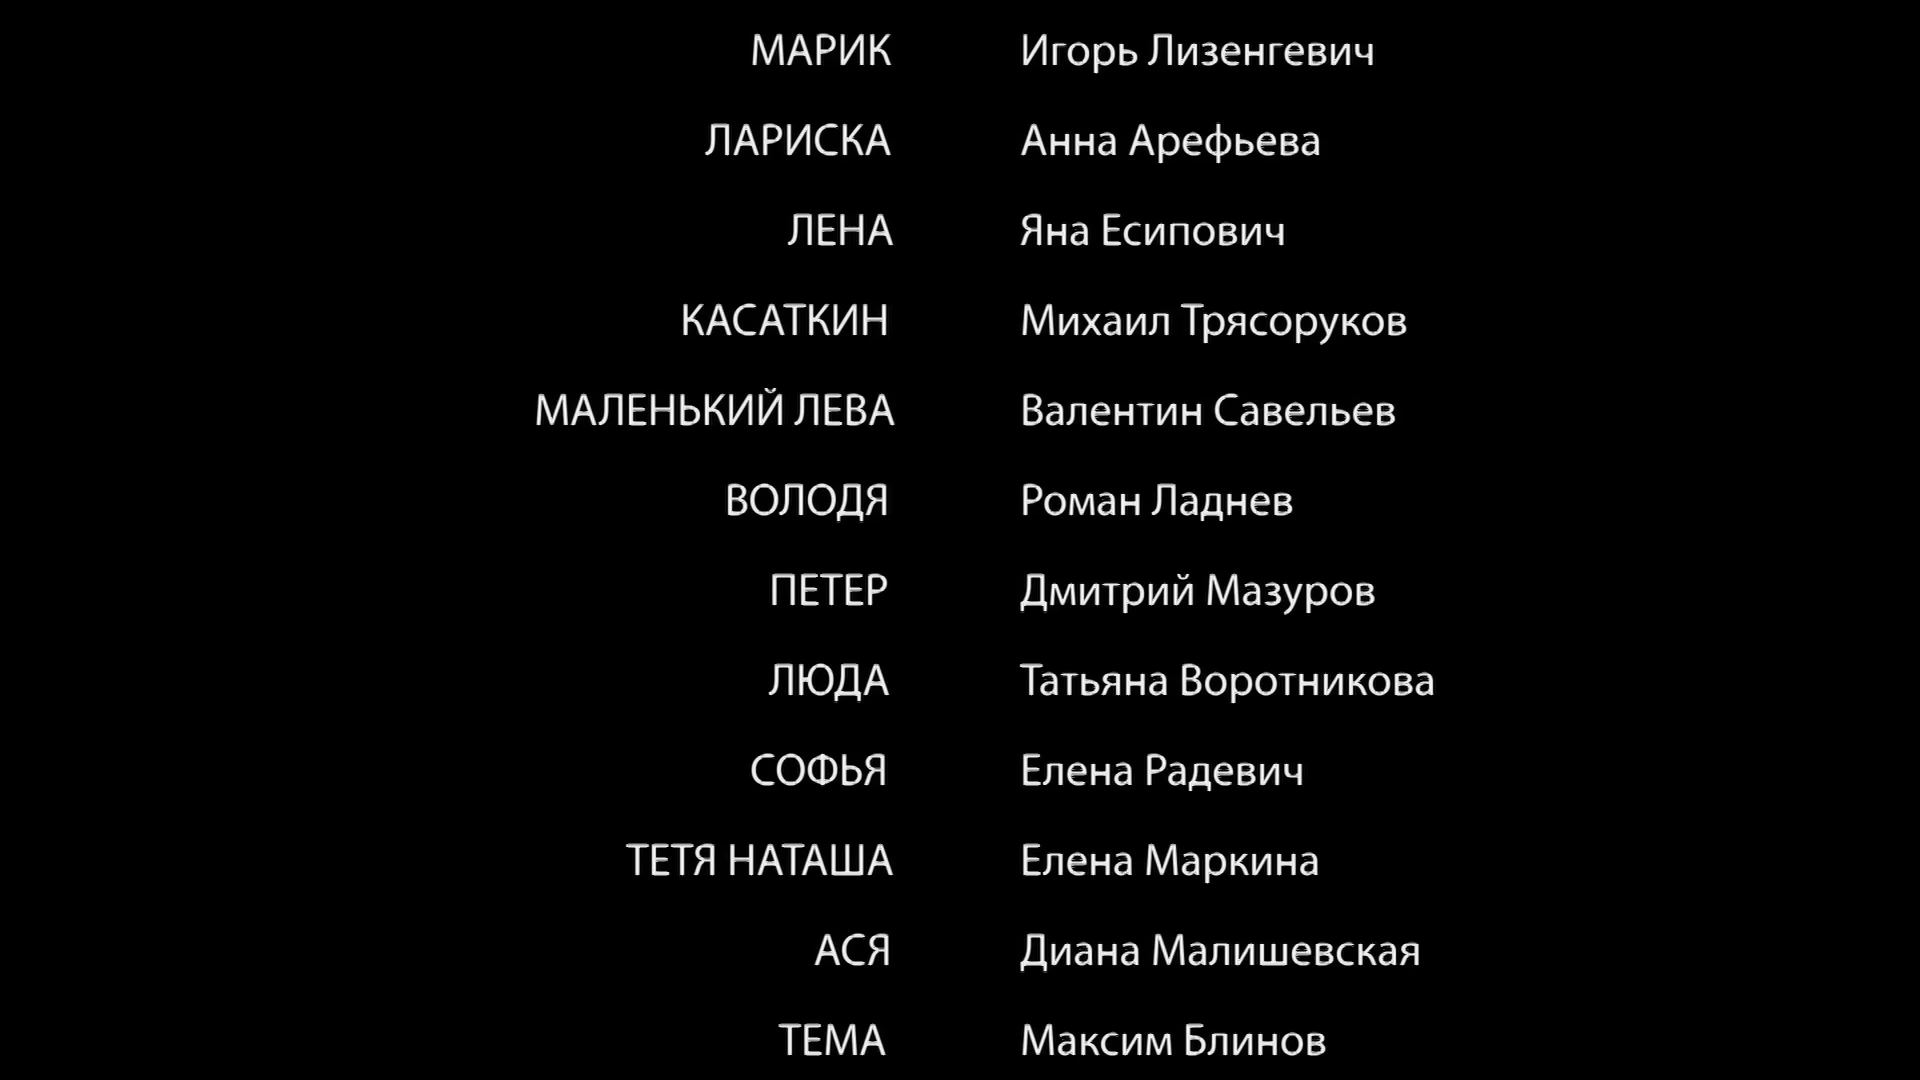 МАРИК Игорь Лизенгевич
ЛАРИСКА Анна Арефьева
ЛЕНА Яна Есипович
КАСАТКИН Михаил Трясоруков
МАЛЕНЬКИЙ ЛЕВА Валентин Савельев
ВОЛОДЯ Роман Ладнев
ПЕТЕР Дмитрий Мазуров
ЛЮДА Татьяна Воротникова
СОФЬЯ Елена Радевич
ТЕТЯ НАТАША Елена Маркина
АСЯ Диана Малишевская
ТЕМА Максим Блинов